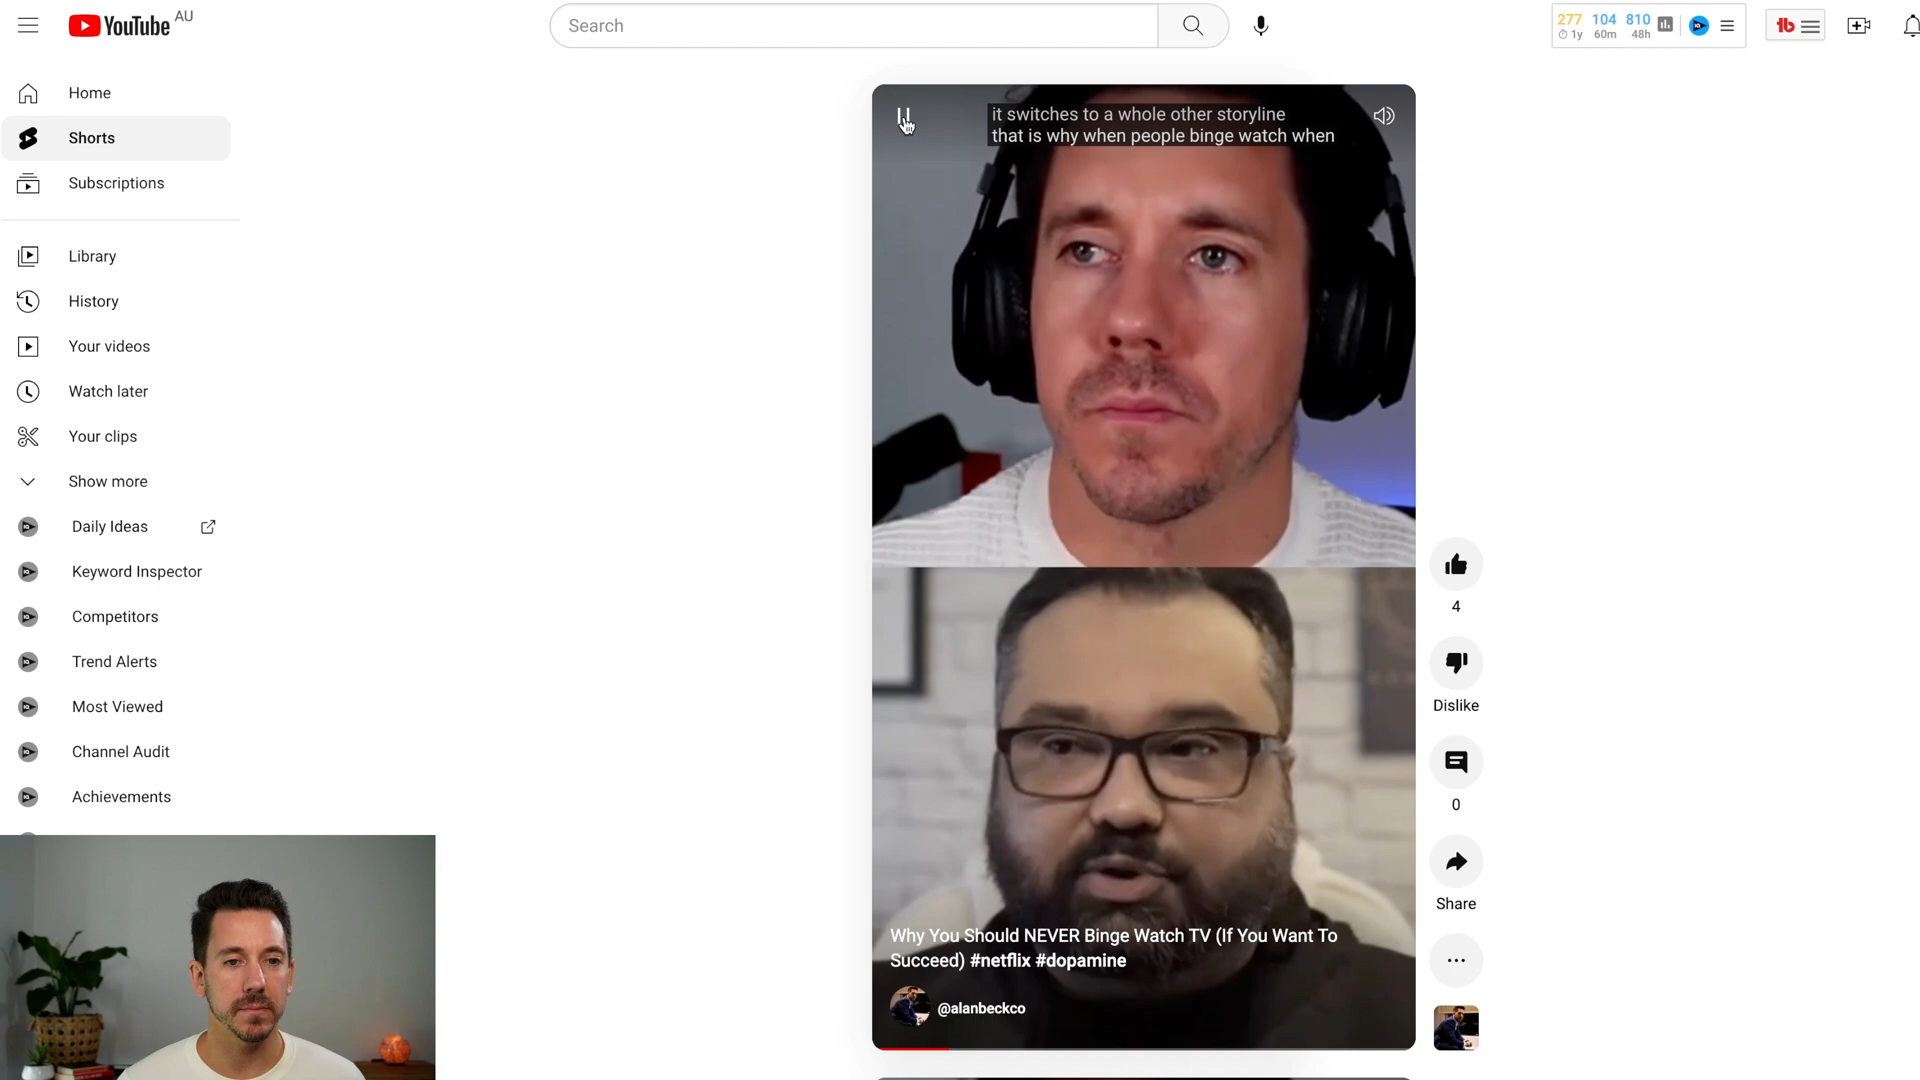 YouTube AU
Search
277 104 810
1y 60m 48h
tb
Home
Shorts
Subscriptions
Library
History
Your videos
Watch later
Your clips
Show more
Daily Ideas
Keyword Inspector
Competitors
Trend Alerts
Most Viewed
Channel Audit
Achievements
it switches to a whole other storyline
that is why when people binge watch when
Why You Should NEVER Binge Watch TV (If You Want To
Succeed) #netflix #dopamine
@alanbeckco
4
Dislike
0
Share